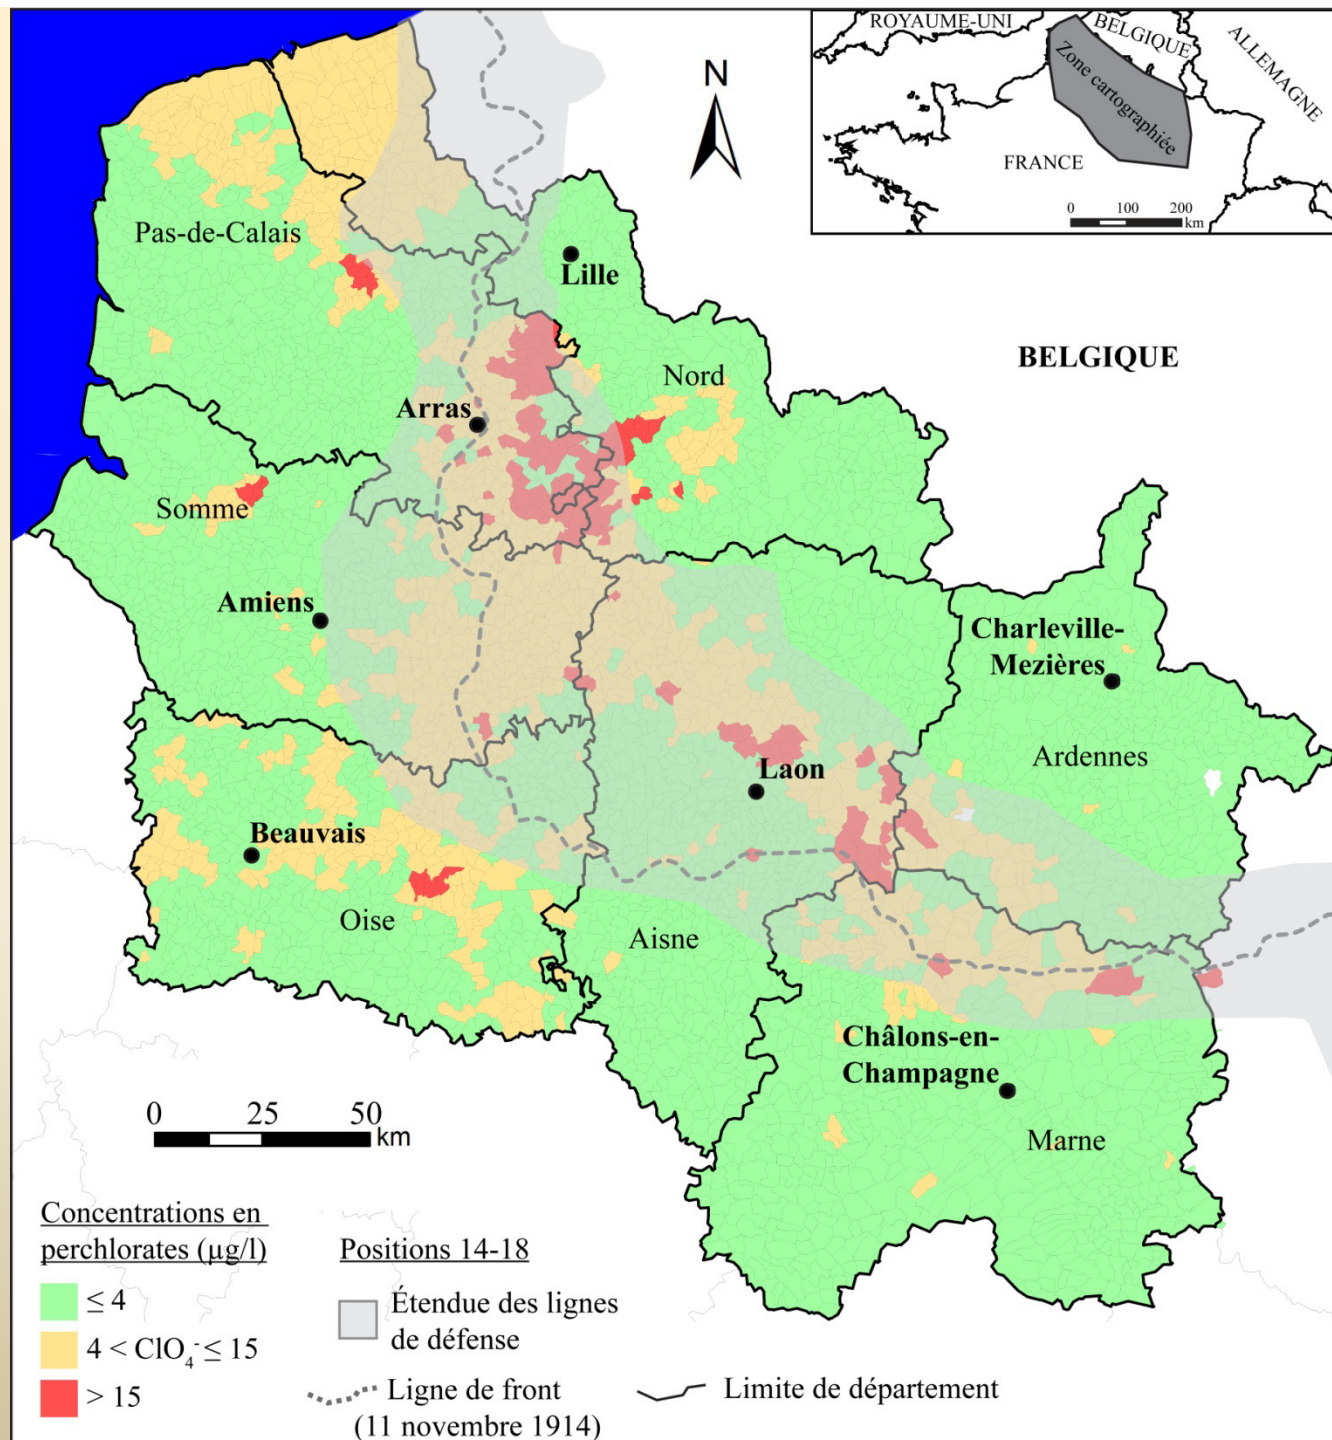 ROYAUME-UNI
BELGIQUE
ALLEMAGNE
Zone cartographiée
FRANCE
0 100 200
km
N
Pas-de-Calais
Lille
BELGIQUE
Nord
Arras
Somme
Amiens
Charleville-
Mezières
Ardennes
Laon
Beauvais
Oise
Aisne
Châlons-en-
Champagne
Marne
0 25 50
km
Concentrations en
perchlorates (µg/l)
≤ 4
4 < ClO₄⁻ ≤ 15
> 15
Positions 14-18
Étendue des lignes
de défense
Ligne de front
(11 novembre 1914)
Limite de département